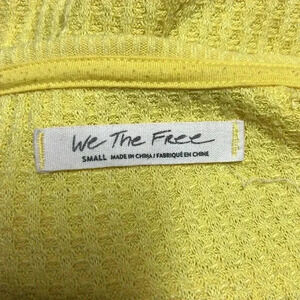 We The Free
SMALL MADE IN CHINA / FABRIQUÉ EN CHINE